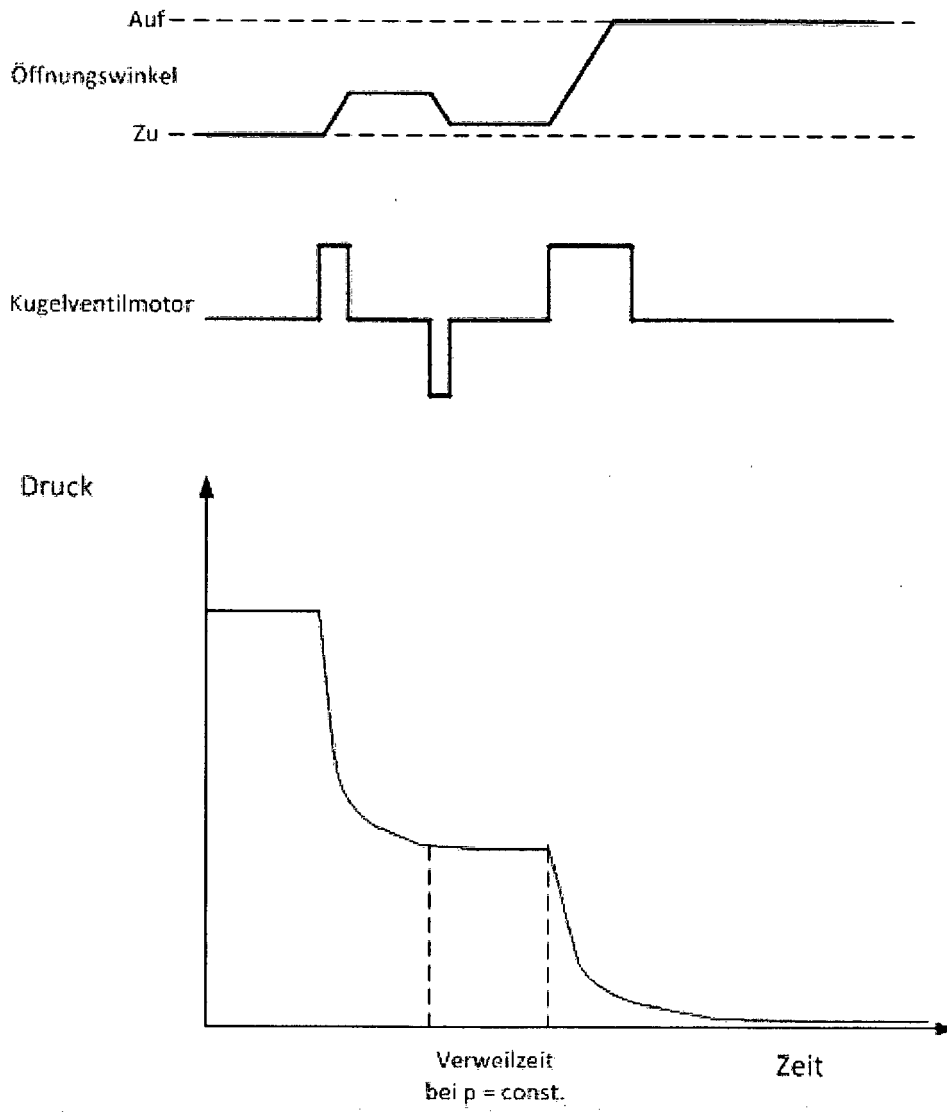 Auf
Öffnungswinkel
Zu
Kugelventilmotor
Druck
Verweilzeit
bei p = const.
Zeit